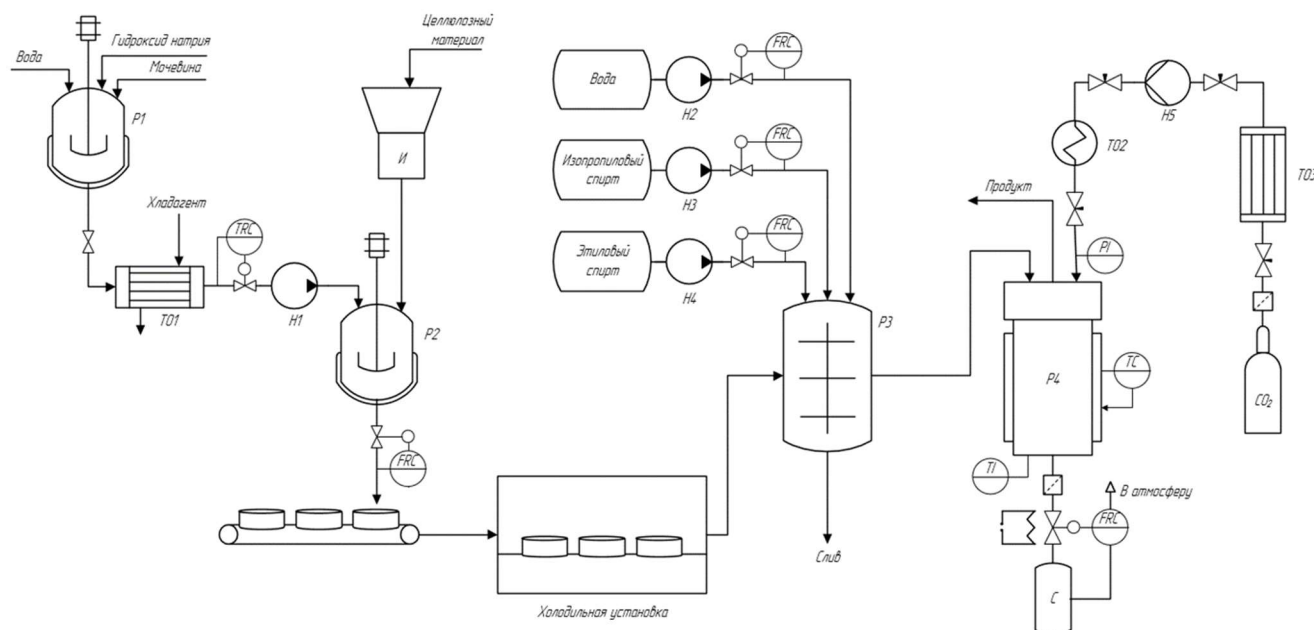 Вода
Гидроксид натрия
Мочевина
Р1
Целлюлозный
материал
И
Хладагент
TRC
ТО1
Н1
Р2
FRC
Холодильная установка
Вода
Н2
FRC
Изопропиловый
спирт
Н3
FRC
Этиловый
спирт
Н4
FRC
Р3
Слив
Продукт
ТО2
Н5
ТО3
PI
Р4
TC
TI
CO₂
В атмосферу
FRC
С